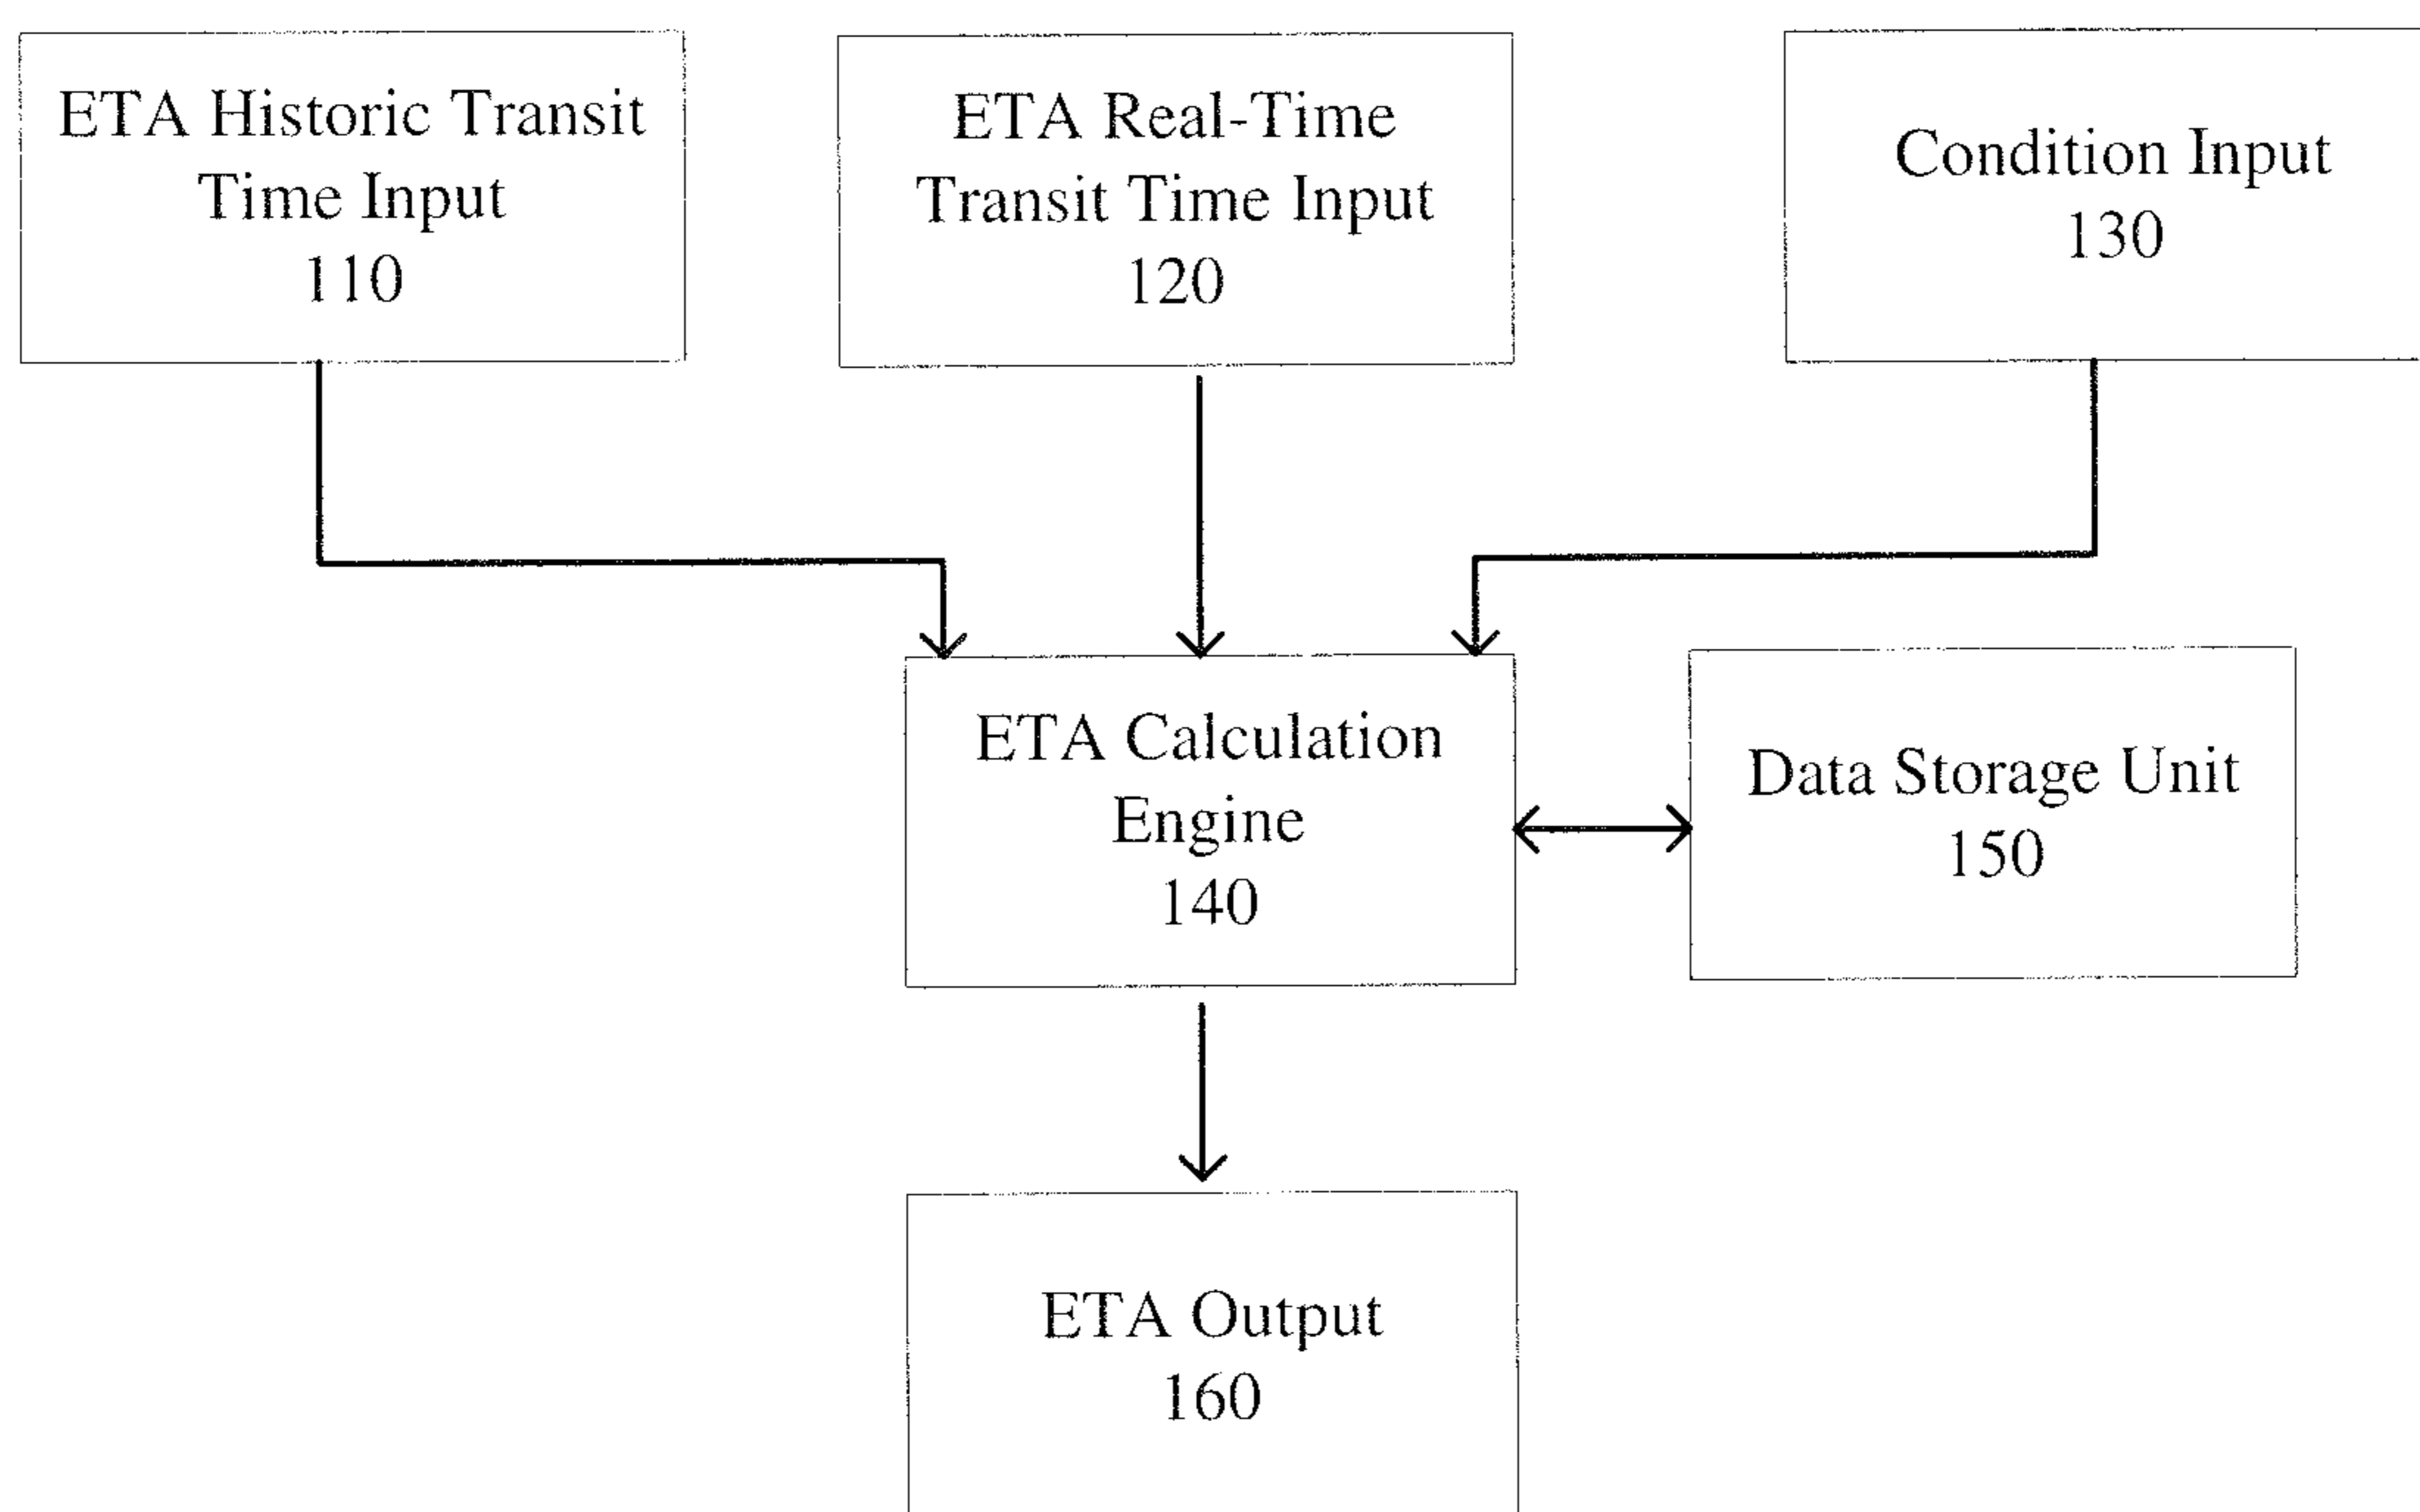 ETA Historic Transit
Time Input
110
ETA Real-Time
Transit Time Input
120
Condition Input
130
ETA Calculation
Engine
140
Data Storage Unit
150
ETA Output
160